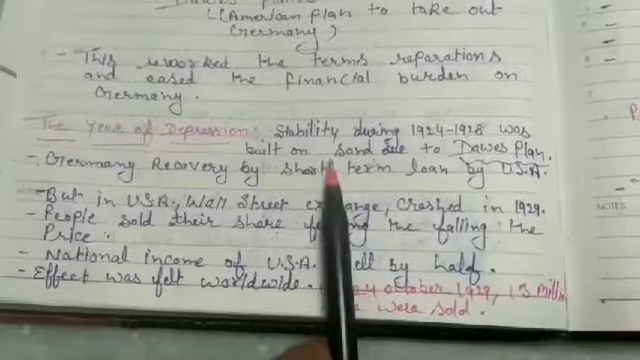 Dawes plan
(American plan to take out
Germany)
- This reworked the terms reparations
and eased the financial burden on
Germany.
The Year of Depression: Stability during 1924-1928 was
built on sand due to Dawes Plan.
- Germany Recovery by short term loan by U.S.A.
- But in U.S.A., Wall Street exchange, crashed in 1929.
- People sold their share the falling the
Price.
- National income of U.S.A. fell by half.
- Effect was felt worldwide. October 1929, 13 Million
were sold.
NOTES